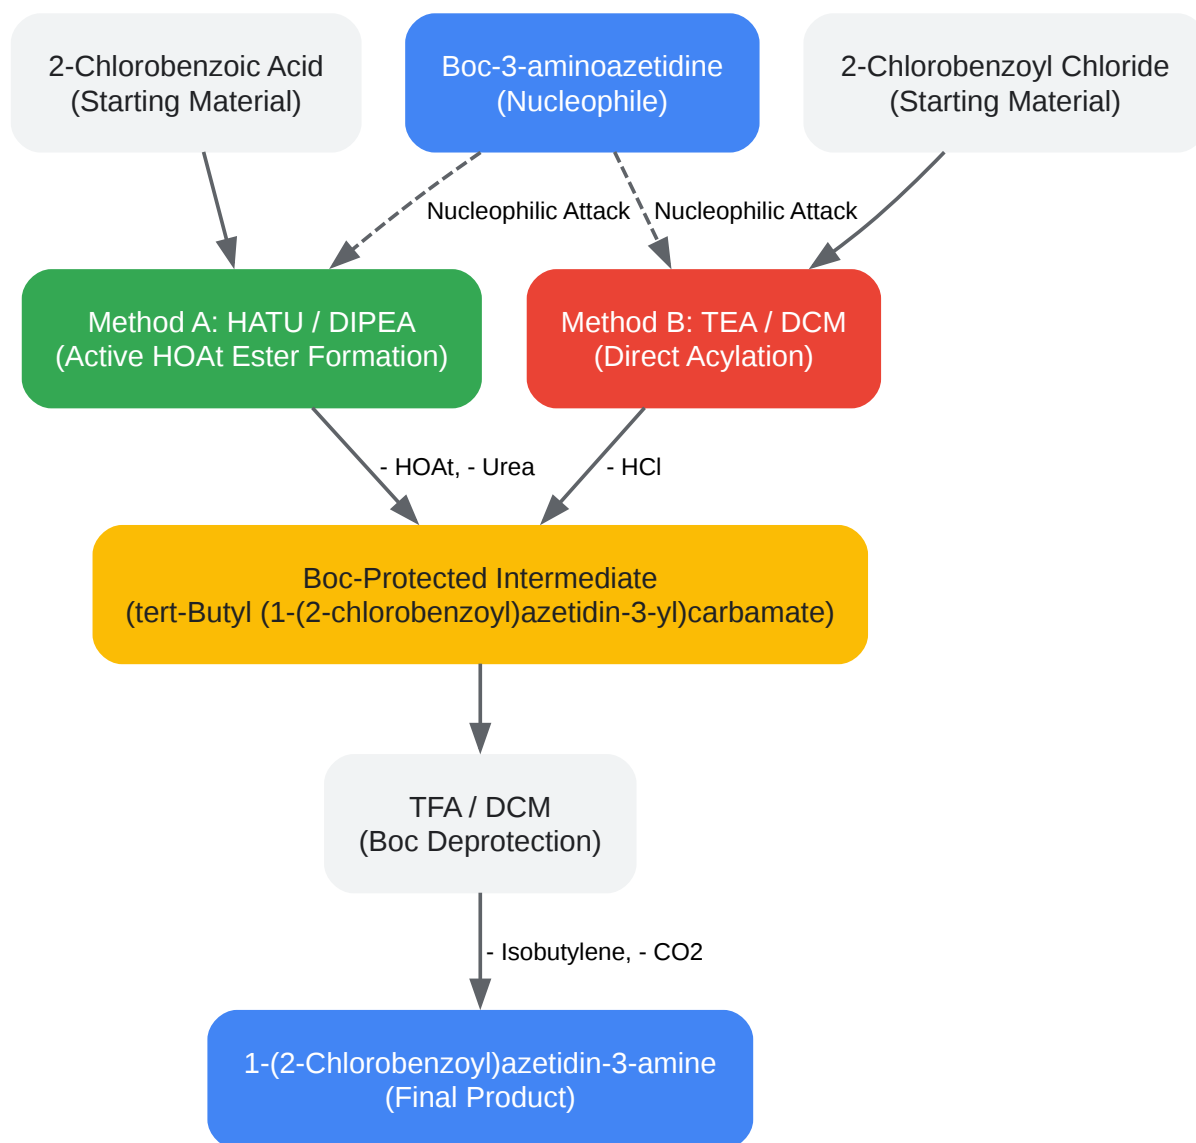 2-Chlorobenzoic Acid
(Starting Material)
Boc-3-aminoazetidine
(Nucleophile)
2-Chlorobenzoyl Chloride
(Starting Material)
Nucleophilic Attack
Nucleophilic Attack
Method A: HATU / DIPEA
(Active HOAt Ester Formation)
Method B: TEA / DCM
(Direct Acylation)
- HOAt, - Urea
- HCl
Boc-Protected Intermediate
(tert-Butyl (1-(2-chlorobenzoyl)azetidin-3-yl)carbamate)
TFA / DCM
(Boc Deprotection)
- Isobutylene, - CO2
1-(2-Chlorobenzoyl)azetidin-3-amine
(Final Product)